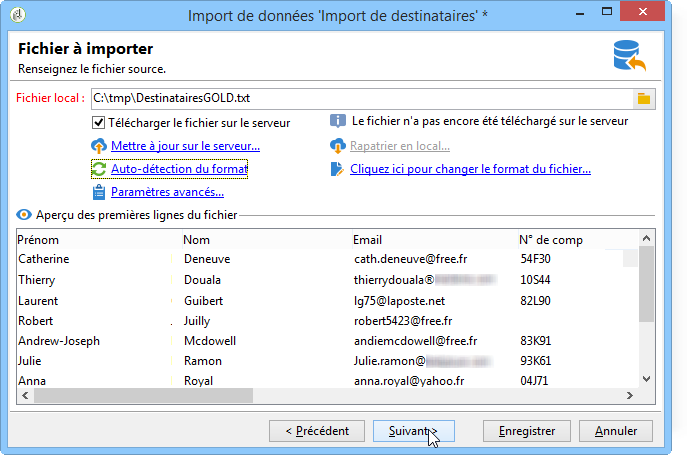 Import de données 'Import de destinataires' *
Fichier à importer
Renseignez le fichier source.
Fichier local : C:\tmp\DestinatairesGOLD.txt
Télécharger le fichier sur le serveur Le fichier n'a pas encore été téléchargé sur le serveur
Mettre à jour sur le serveur... Rapatrier en local...
Auto-détection du format Cliquez ici pour changer le format du fichier...
Paramètres avancés...
Aperçu des premières lignes du fichier
Prénom Nom Email N° de comp
Catherine Deneuve cath.deneuve@free.fr 54F30
Thierry Douala thierrydouala® 10S44
Laurent Guibert lg75@laposte.net 82L90
Robert Juilly robert5423@free.fr
Andrew-Joseph Mcdowell andiemcdowell@free.fr 83K91
Julie Ramon Julie.ramon@ 93K61
Anna Royal anna.royal@yahoo.fr 04J71
< Précédent Suivant > Enregistrer Annuler